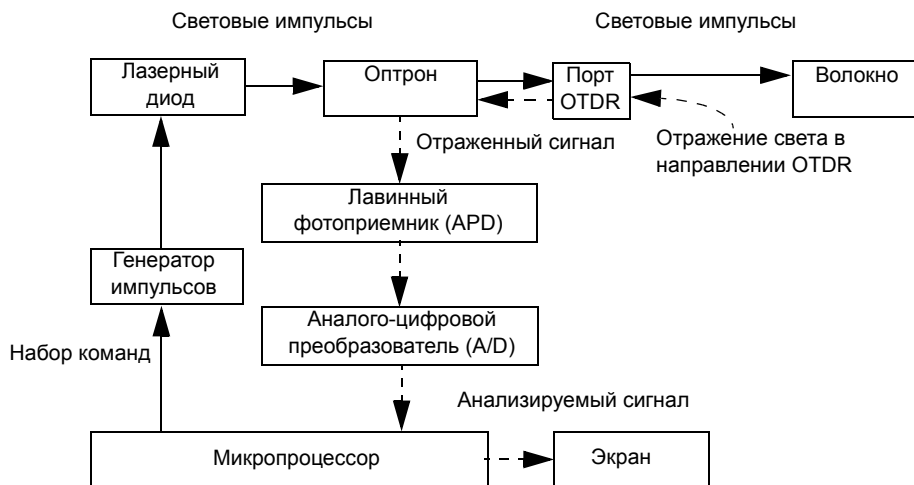 Световые импульсы
Световые импульсы
Лазерный
диод
Оптрон
Порт
OTDR
Волокно
Отраженный сигнал
Отражение света в
направлении OTDR
Лавинный
фотоприемник (APD)
Генератор
импульсов
Аналого-цифровой
преобразователь (A/D)
Набор команд
Анализируемый сигнал
Микропроцессор
Экран